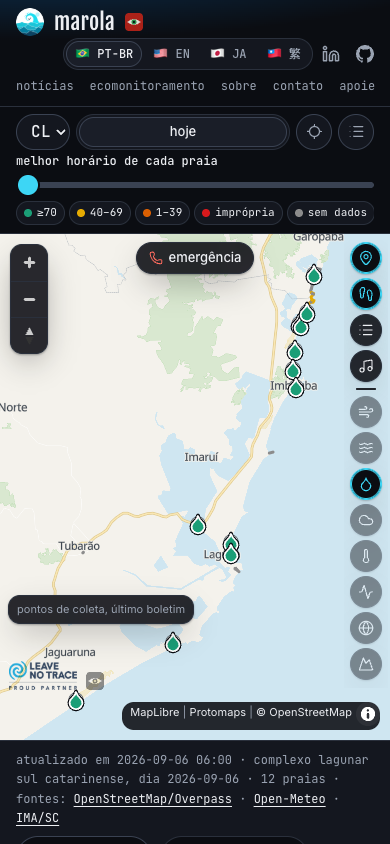 marola
PT-BR EN JA 繁
notícias ecomonitoramento sobre contato apoie
CL hoje
melhor horário de cada praia
≥70 40–69 1–39 imprópria sem dados
Garopaba
emergência
Norte
Imaruí
Tubarão
pontos de coleta, último boletim
Jaguaruna
LEAVE
NO TRACE
PROUD PARTNER
MapLibre | Protomaps | © OpenStreetMap
atualizado em 2026-09-06 06:00 · complexo lagunar
sul catarinense, dia 2026-09-06 · 12 praias ·
fontes: OpenStreetMap/Overpass · Open-Meteo ·
IMA/SC